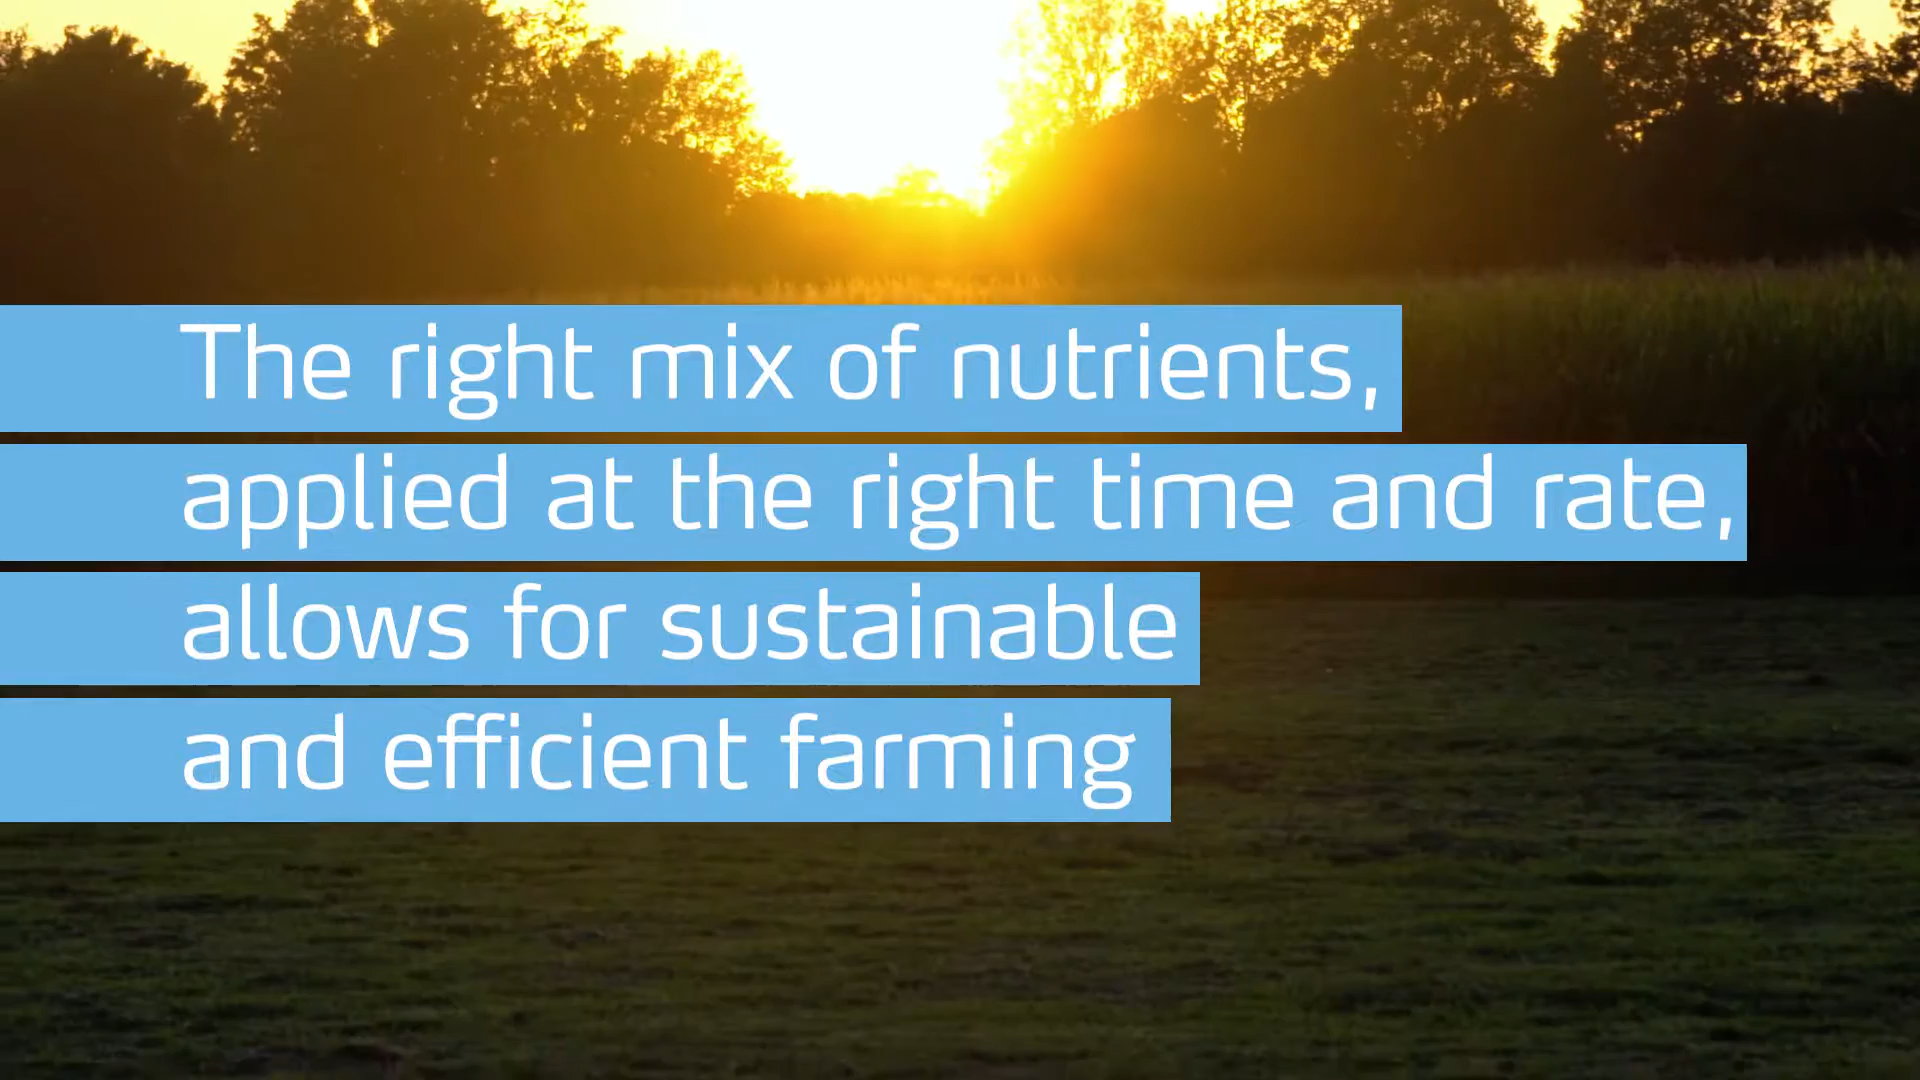 The right mix of nutrients,
applied at the right time and rate,
allows for sustainable
and efficient farming